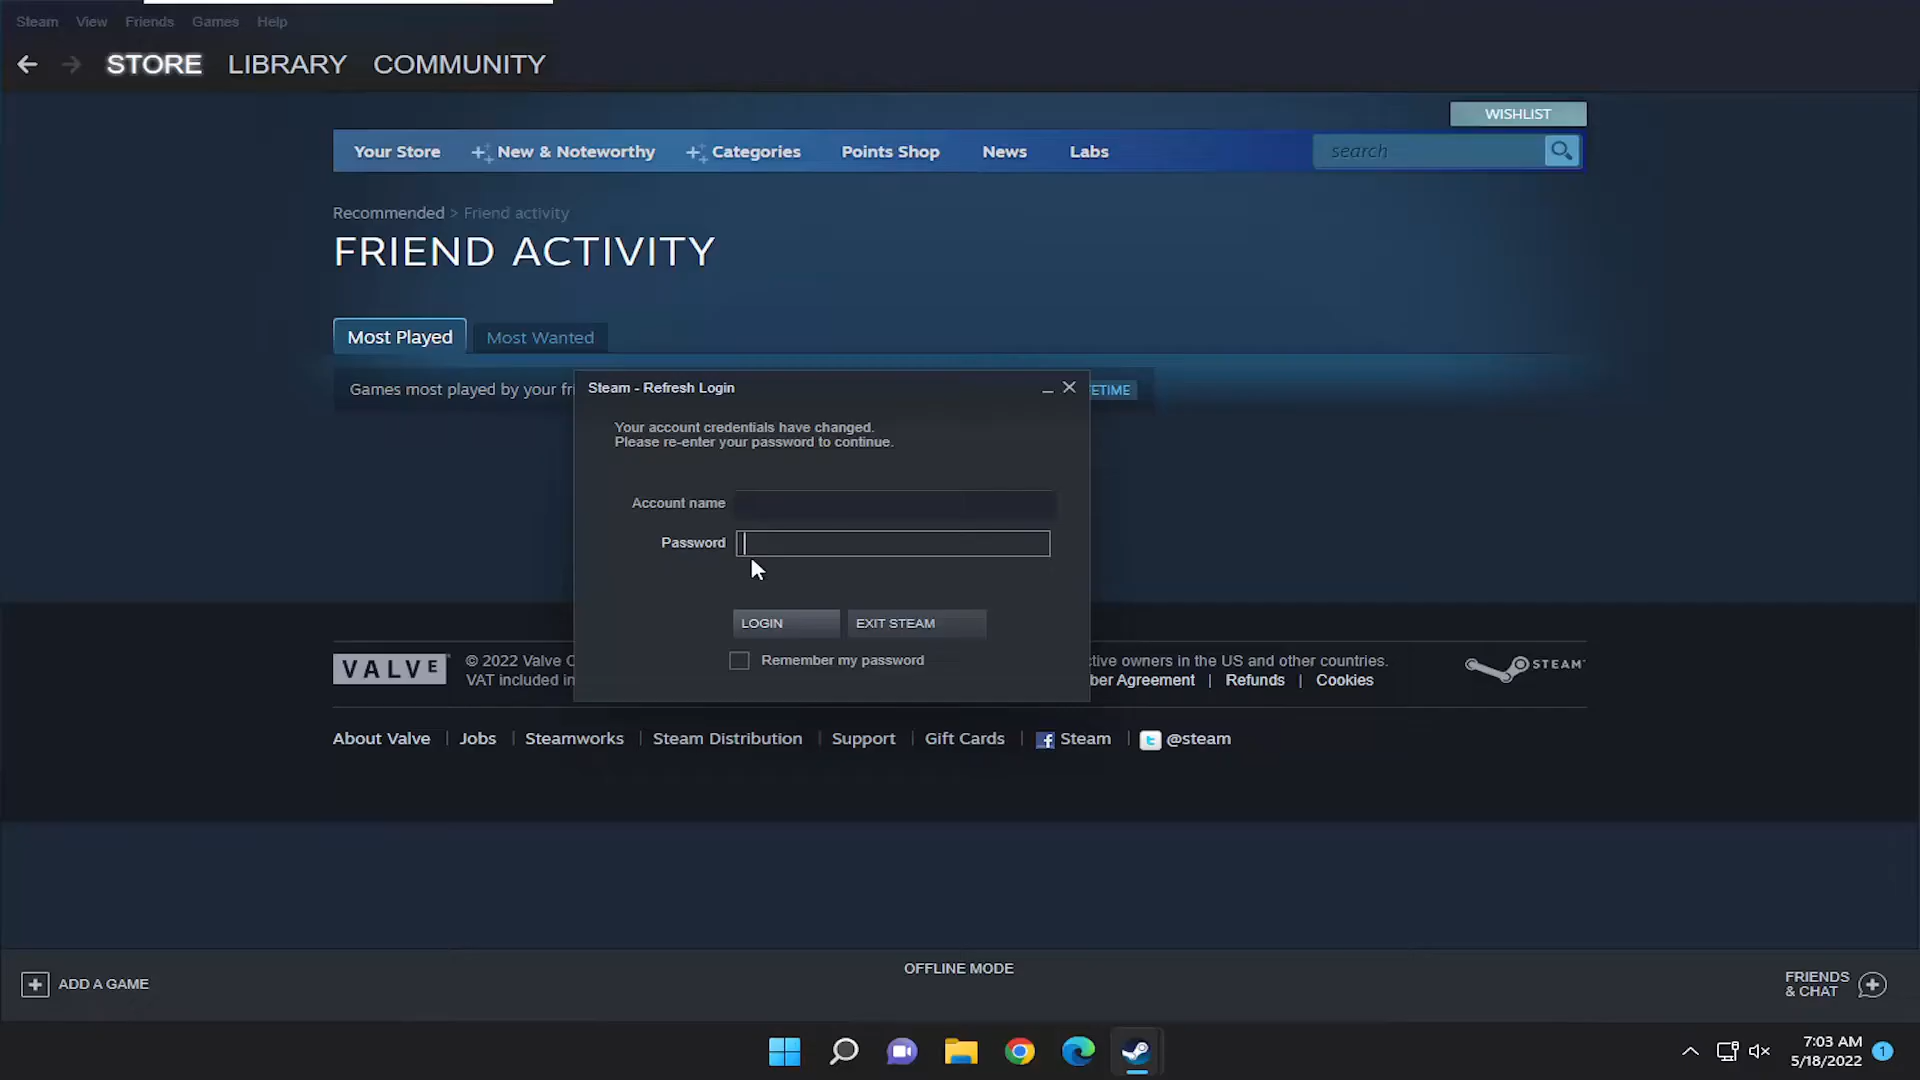 Steam View Friends Games Help
STORE LIBRARY COMMUNITY
WISHLIST
Your Store New & Noteworthy Categories Points Shop News Labs search
Recommended > Friend activity
FRIEND ACTIVITY
Most Played Most Wanted
Games most played by your fri
ETIME
Steam - Refresh Login
Your account credentials have changed.
Please re-enter your password to continue.
Account name
Password
LOGIN EXIT STEAM
Remember my password
VALVE
© 2022 Valve C
VAT included in
tive owners in the US and other countries.
ber Agreement | Refunds | Cookies
STEAM
About Valve | Jobs | Steamworks | Steam Distribution | Support | Gift Cards | Steam | @steam
ADD A GAME
OFFLINE MODE
FRIENDS
& CHAT
7:03 AM
5/18/2022
1